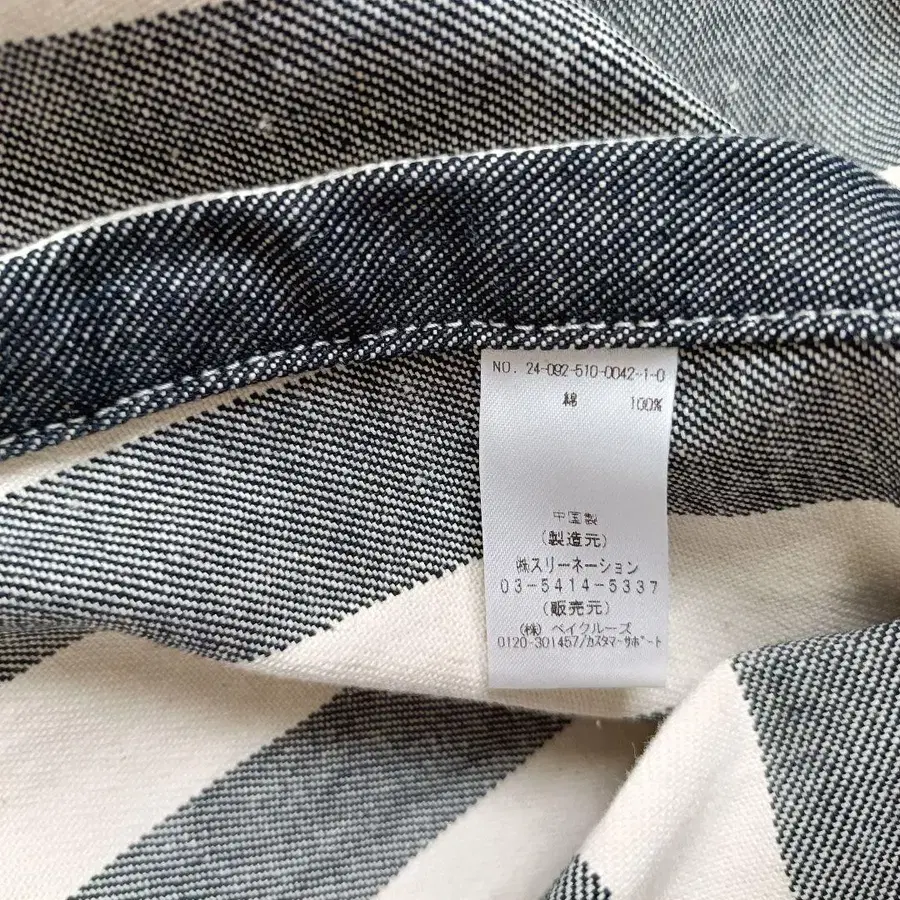 NO. 24-092-510-0042-1-0
綿 100%
中国製
(製造元)
㈱スリーネーション
03-5414-5337
(販売元)
(株) ベイクルーズ
0120-301457/カスタマーサポート